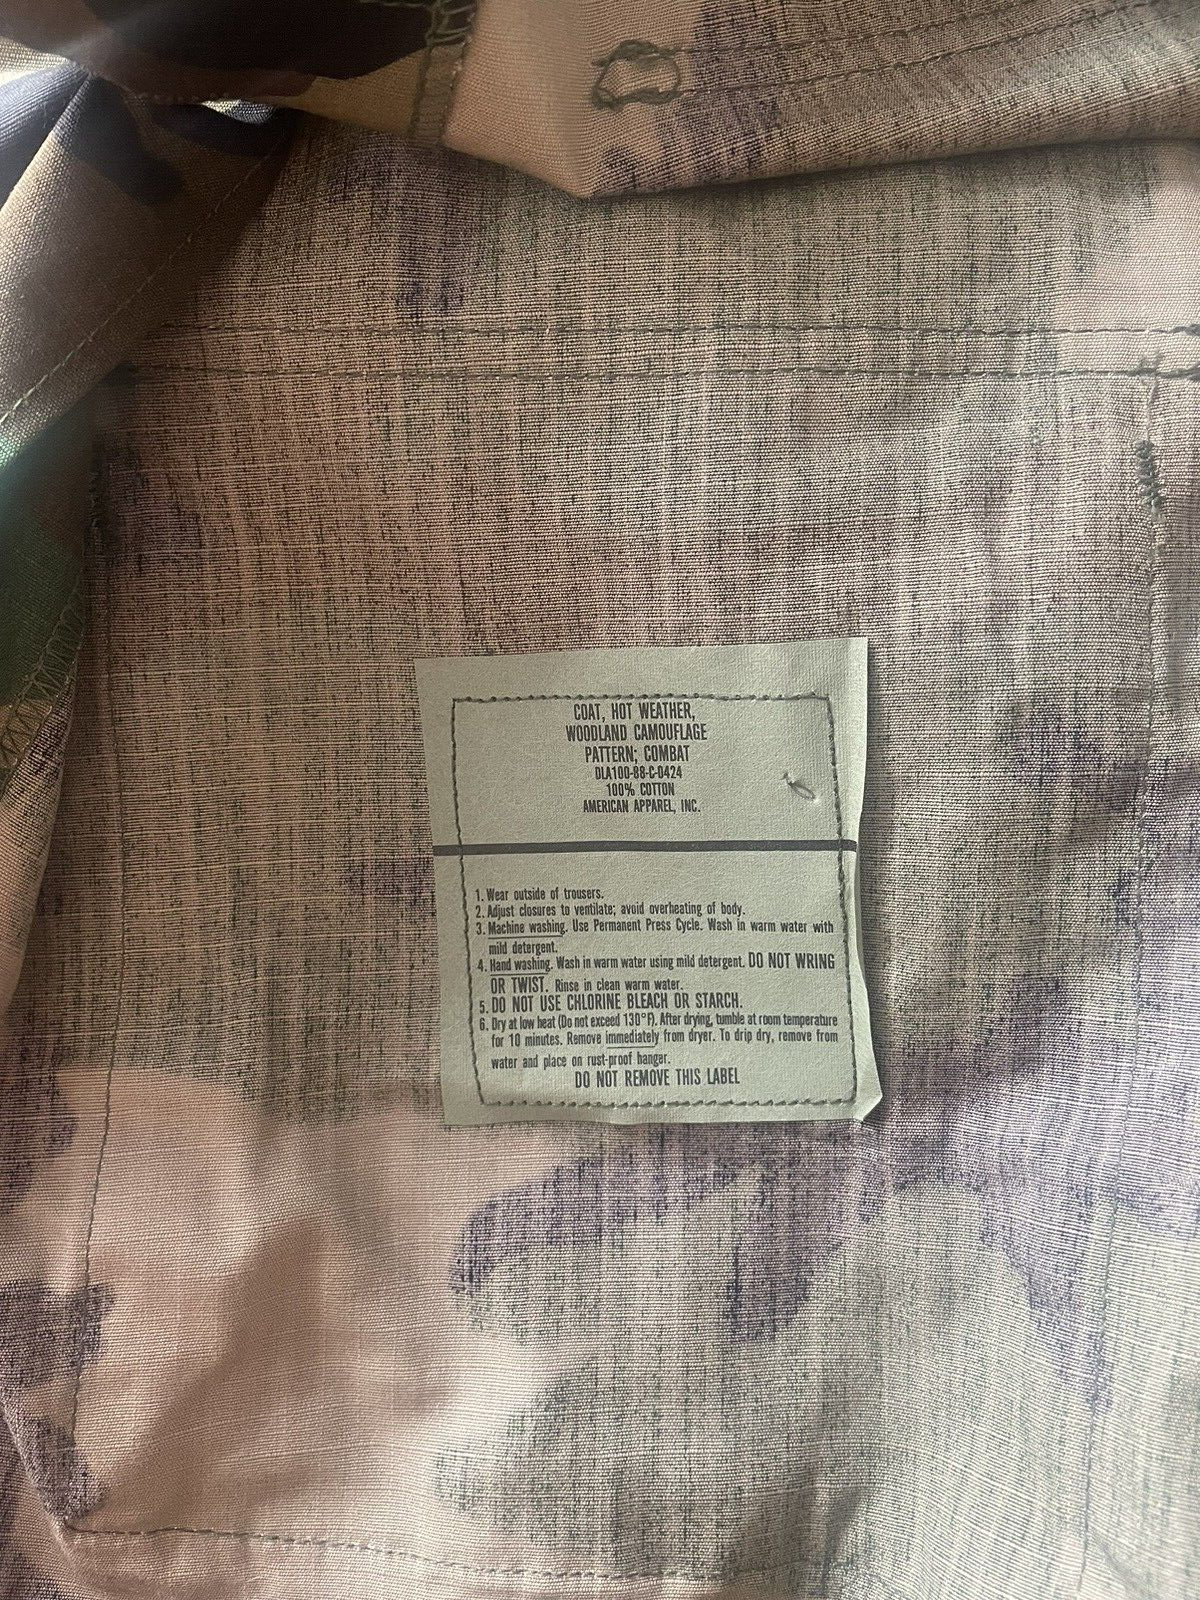 COAT, HOT WEATHER,
WOODLAND CAMOUFLAGE
PATTERN; COMBAT
DLA100-88-C-0424
100% COTTON
AMERICAN APPAREL, INC.
1. Wear outside of trousers.
2. Adjust closures to ventilate; avoid overheating of body.
3. Machine washing. Use Permanent Press Cycle. Wash in warm water with
mild detergent.
4. Hand washing. Wash in warm water using mild detergent. DO NOT WRING
OR TWIST. Rinse in clean warm water.
5. DO NOT USE CHLORINE BLEACH OR STARCH.
6. Dry at low heat (Do not exceed 130°F). After drying, tumble at room temperature
for 10 minutes. Remove immediately from dryer. To drip dry, remove from
water and place on rust-proof hanger.
DO NOT REMOVE THIS LABEL